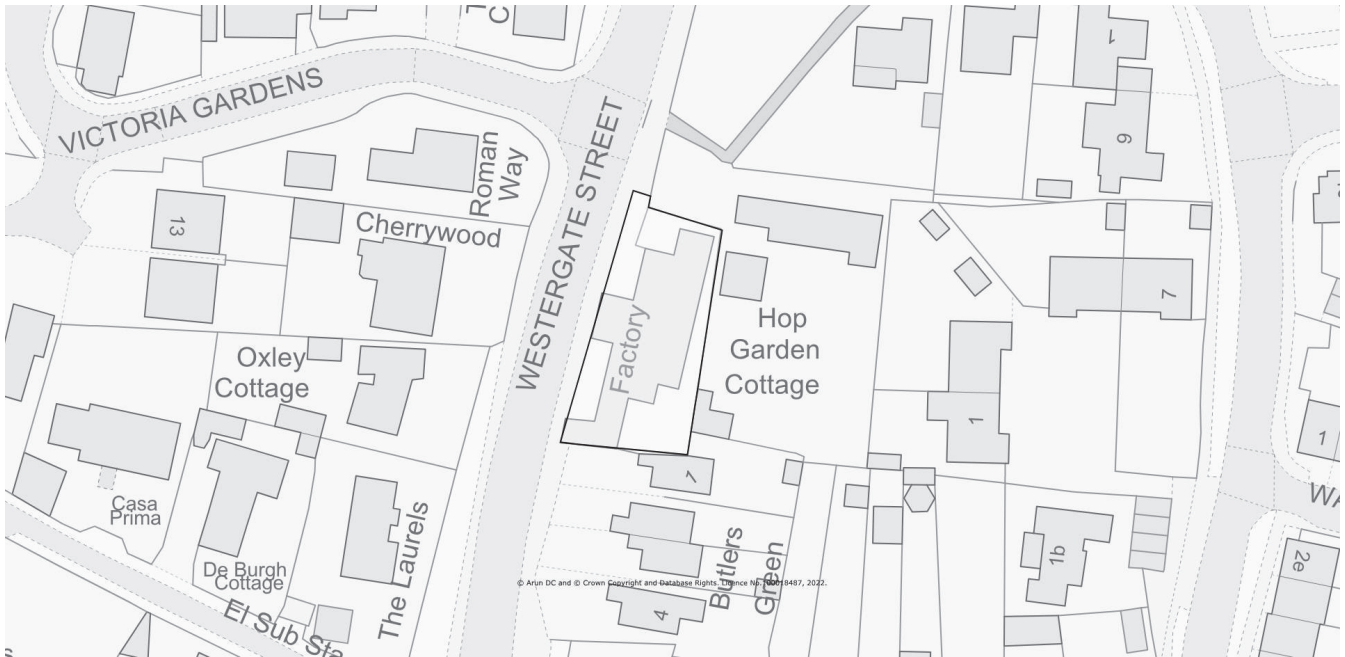 VICTORIA GARDENS
WESTERGATE STREET
Roman
Way
1
9
13
Cherrywood
Factory
Hop
Garden
Cottage
7
Oxley
Cottage
1
1
Casa
Prima
De Burgh
Cottage
The Laurels
1
Butlers
Green
4
1b
2e
El Sub Sta
© Arun DC and © Crown Copyright and Database Rights. Licence No. 100018487, 2022.